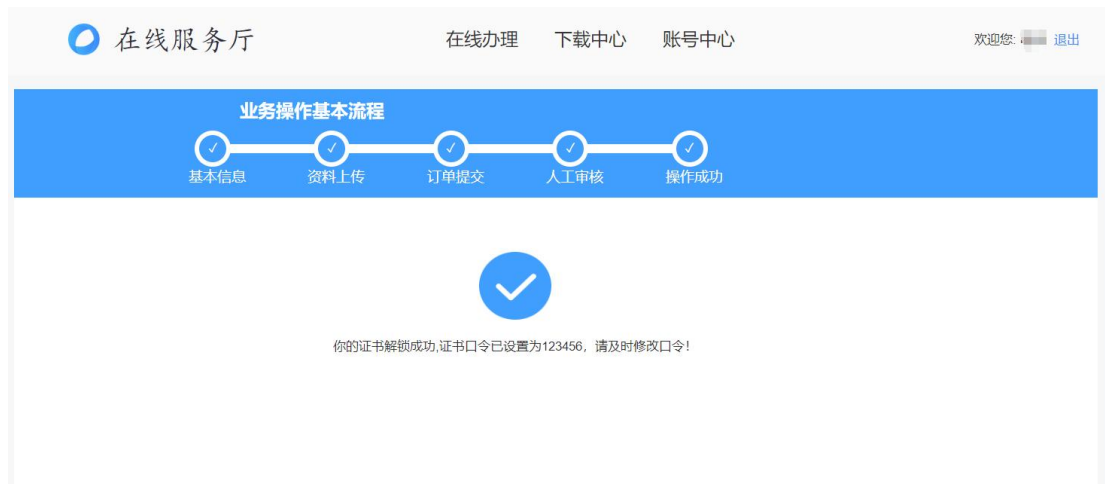 在线服务厅 在线办理 下载中心 账号中心 欢迎您: 退出
业务操作基本流程
基本信息 资料上传 订单提交 人工审核 操作成功
你的证书解锁成功,证书口令已设置为123456，请及时修改口令!